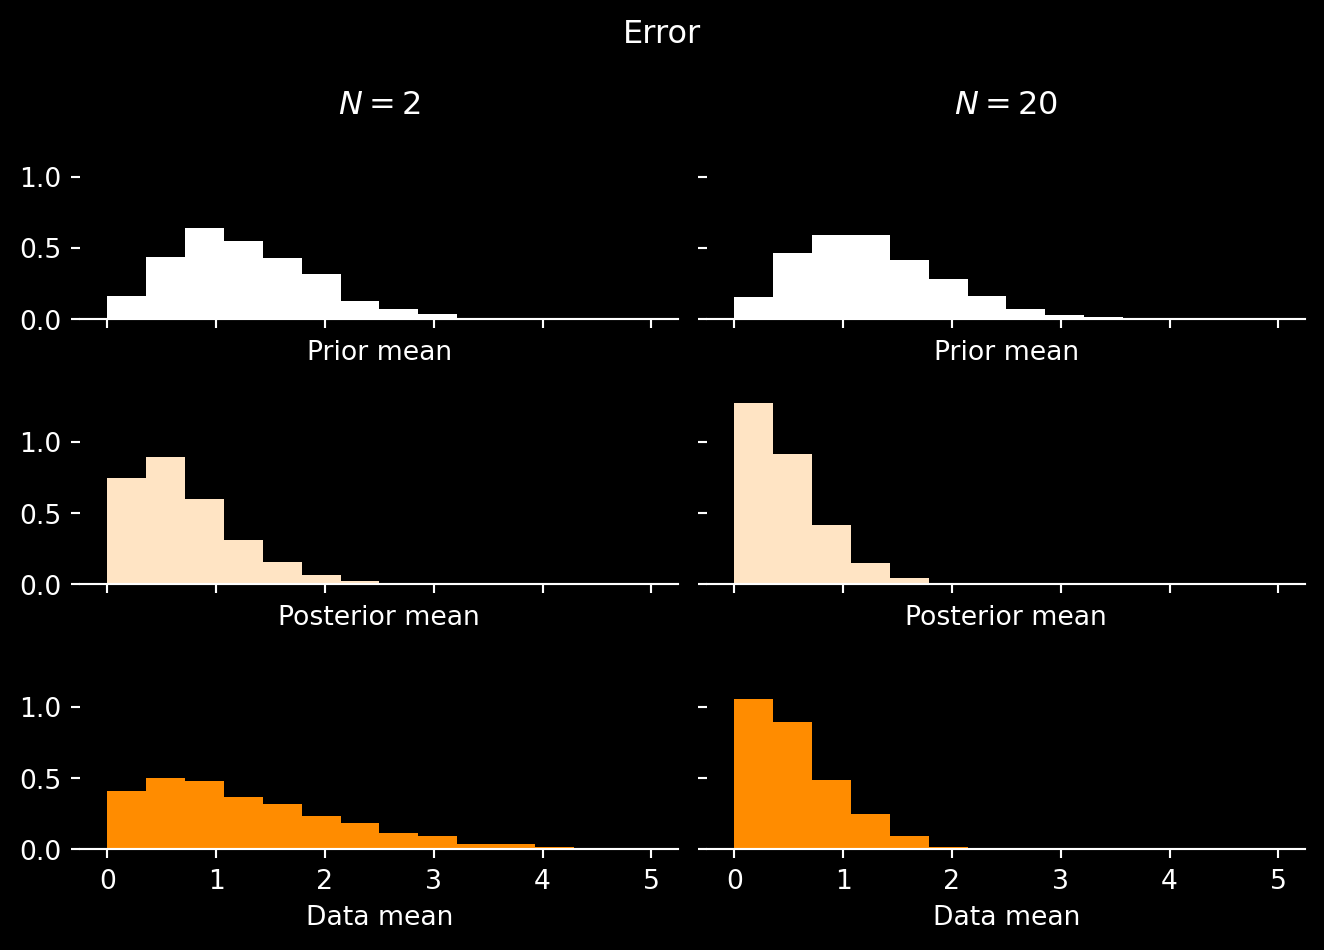 Error
N = 2
N = 20
1.0
0.5
0.0
Prior mean
Prior mean
1.0
0.5
0.0
Posterior mean
Posterior mean
1.0
0.5
0.0
0 1 2 3 4 5
0 1 2 3 4 5
Data mean
Data mean